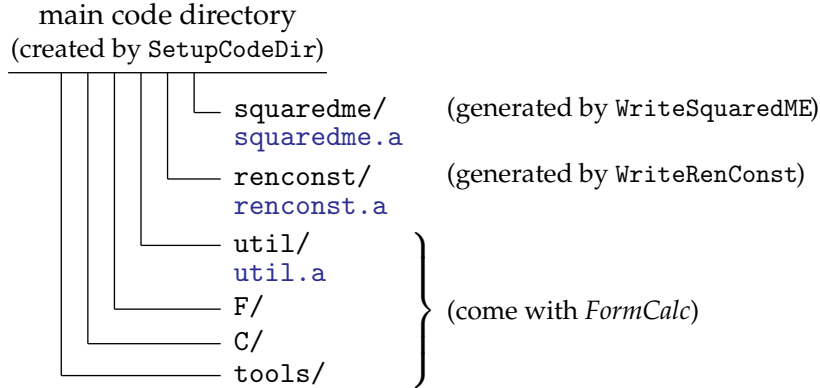 main code directory
(created by SetupCodeDir)
squaredme/ (generated by WriteSquaredME)
squaredme.a
renconst/ (generated by WriteRenConst)
renconst.a
util/
util.a
F/ (come with FormCalc)
C/
tools/